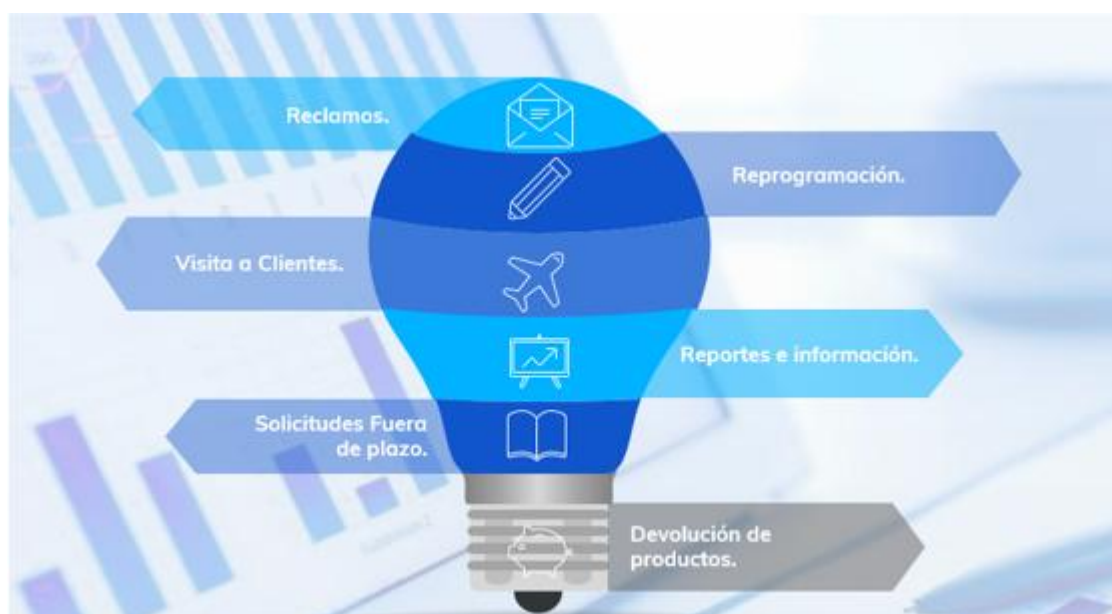 Reclamos.
Reprogramación.
Visita a Clientes.
Reportes e información.
Solicitudes Fuera
de plazo.
Devolución de
productos.